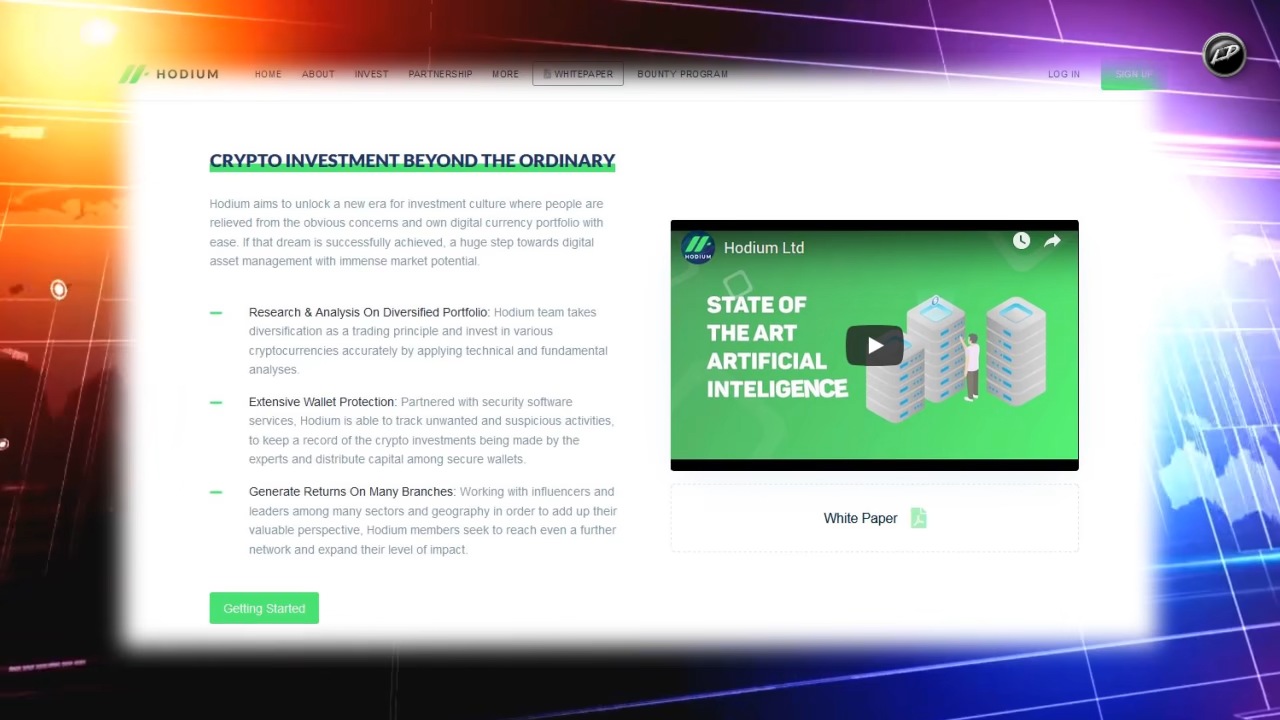 HODIUM HOME ABOUT INVEST PARTNERSHIP MORE WHITEPAPER BOUNTY PROGRAM LOG IN SIGN UP
LP
CRYPTO INVESTMENT BEYOND THE ORDINARY
Hodium aims to unlock a new era for investment culture where people are
relieved from the obvious concerns and own digital currency portfolio with
ease. If that dream is successfully achieved, a huge step towards digital
asset management with immense market potential.
Research & Analysis On Diversified Portfolio: Hodium team takes
diversification as a trading principle and invest in various
cryptocurrencies accurately by applying technical and fundamental
analyses.
Extensive Wallet Protection: Partnered with security software
services, Hodium is able to track unwanted and suspicious activities,
to keep a record of the crypto investments being made by the
experts and distribute capital among secure wallets.
Generate Returns On Many Branches: Working with influencers and
leaders among many sectors and geography in order to add up their
valuable perspective, Hodium members seek to reach even a further
network and expand their level of impact.
Getting Started
HODIUM
Hodium Ltd
STATE OF
THE ART
ARTIFICIAL
INTELIGENCE
White Paper